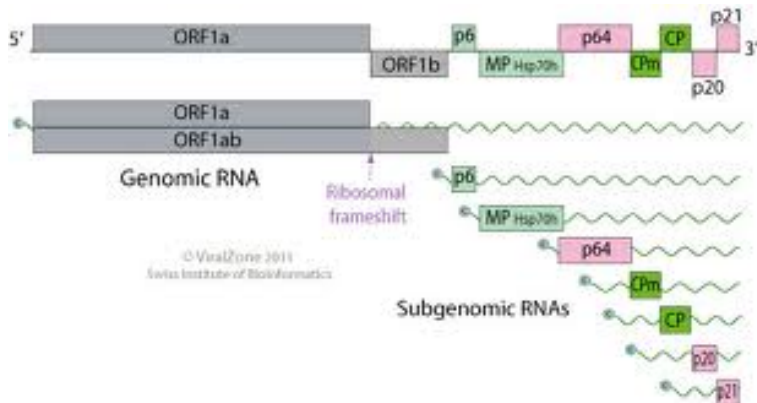 p21
5' ORF1a p6 p64 CP 3'
ORF1b MP Hsp70h CPm
p20
ORF1a
ORF1ab
Genomic RNA
Ribosomal
frameshift
p6
MP Hsp70h
p64
CPm
CP
p20
p21
© ViralZone 2011
Swiss Institute of Bioinformatics
Subgenomic RNAs